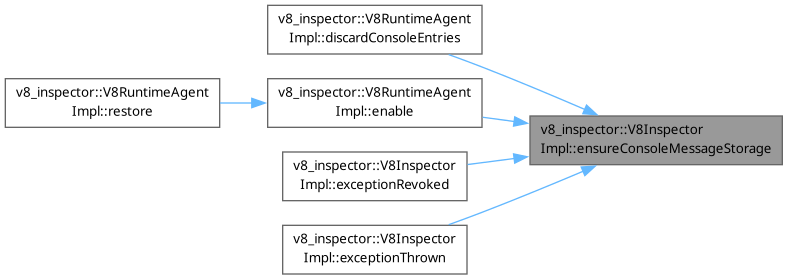 v8_inspector::V8RuntimeAgent
Impl::discardConsoleEntries
v8_inspector::V8RuntimeAgent
Impl::restore
v8_inspector::V8RuntimeAgent
Impl::enable
v8_inspector::V8Inspector
Impl::ensureConsoleMessageStorage
v8_inspector::V8Inspector
Impl::exceptionRevoked
v8_inspector::V8Inspector
Impl::exceptionThrown